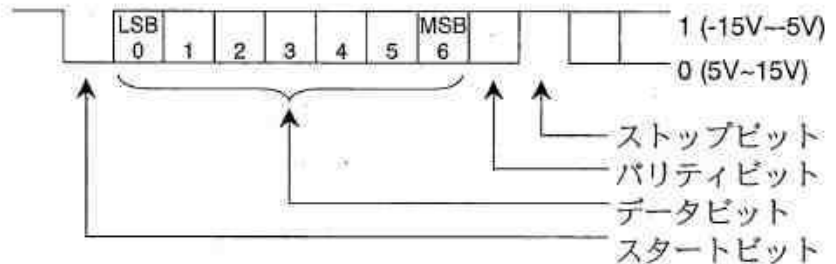 LSB MSB 1 (-15V~-5V)
0 1 2 3 4 5 6 0 (5V~15V)
ストップビット
パリティビット
データビット
スタートビット